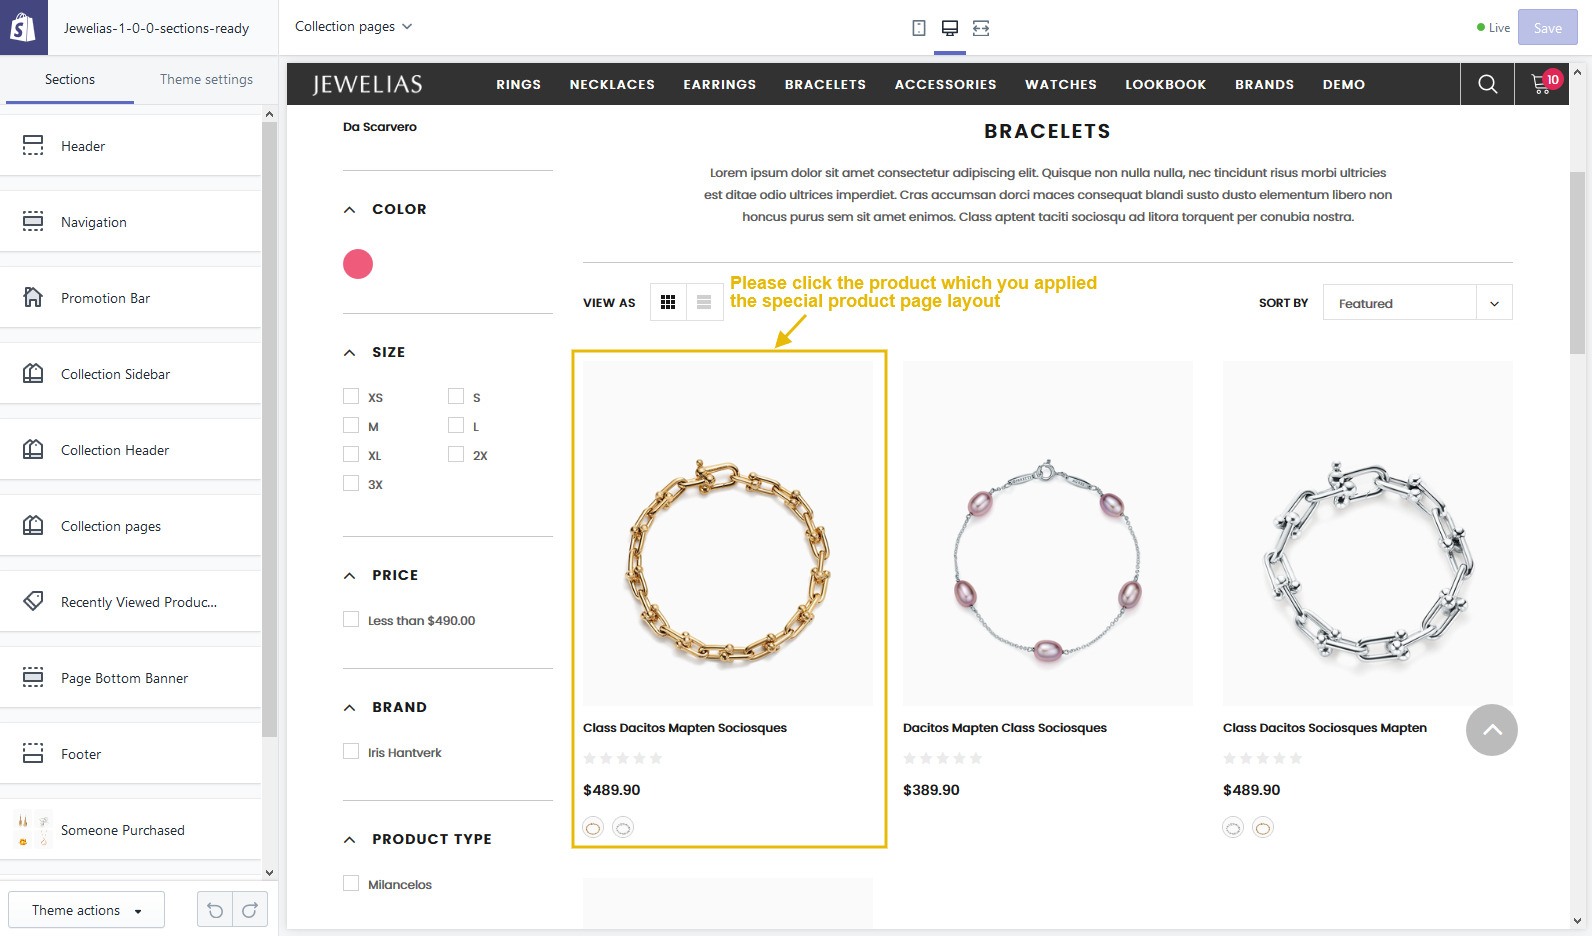 Jewelias-1-0-0-sections-ready
Collection pages
Live
Save
Sections
Theme settings
Header
Navigation
Promotion Bar
Collection Sidebar
Collection Header
Collection pages
Recently Viewed Produc...
Page Bottom Banner
Footer
Someone Purchased
Theme actions
JEWELIAS
RINGS
NECKLACES
EARRINGS
BRACELETS
ACCESSORIES
WATCHES
LOOKBOOK
BRANDS
DEMO
10
Da Scarvero
COLOR
SIZE
XS
S
M
L
XL
2X
3X
PRICE
Less than $490.00
BRAND
Iris Hantverk
PRODUCT TYPE
Milancelos
BRACELETS
Lorem ipsum dolor sit amet consectetur adipiscing elit. Quisque non nulla nulla, nec tincidunt risus morbi ultricies
est ditae odio ultrices imperdiet. Cras accumsan dorci maces consequat blandi susto dusto elementum libero non
honcus purus sem sit amet enimos. Class aptent taciti sociosqu ad litora torquent per conubia nostra.
VIEW AS
Please click the product which you applied
the special product page layout
SORT BY
Featured
Class Dacitos Mapten Sociosques
$489.90
Dacitos Mapten Class Sociosques
$389.90
Class Dacitos Sociosques Mapten
$489.90